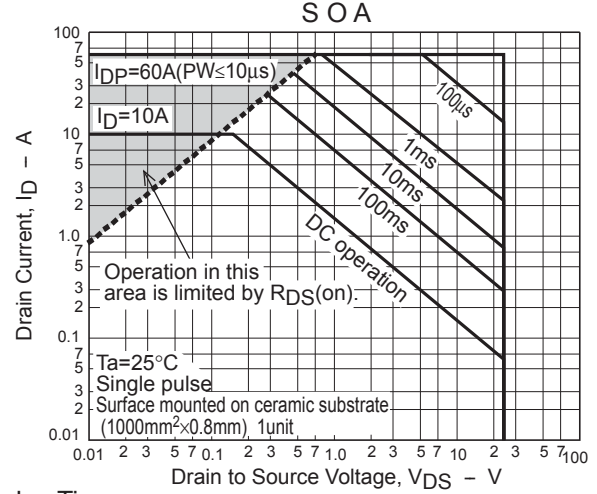 S O A
100
7
5
3
2
10
7
5
3
2
1.0
7
5
3
2
0.1
7
5
3
2
0.01
Drain Current, ID – A
IDP=60A(PW≤10μs)
ID=10A
100μs
1ms
10ms
100ms
DC operation
Operation in this
area is limited by RDS(on).
Ta=25°C
Single pulse
Surface mounted on ceramic substrate
(1000mm2×0.8mm) 1unit
0.01 2 3 5 7 0.1 2 3 5 7 1.0 2 3 5 7 10 2 3 5 7 100
Drain to Source Voltage, VDS – V